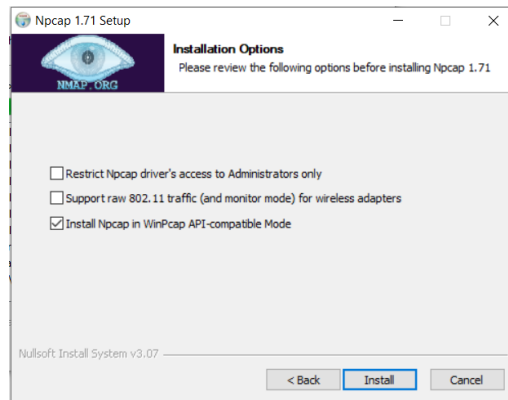 Npcap 1.71 Setup
Installation Options
Please review the following options before installing Npcap 1.71
NMAP.ORG
Restrict Npcap driver's access to Administrators only
Support raw 802.11 traffic (and monitor mode) for wireless adapters
Install Npcap in WinPcap API-compatible Mode
Nullsoft Install System v3.07
< Back
Install
Cancel